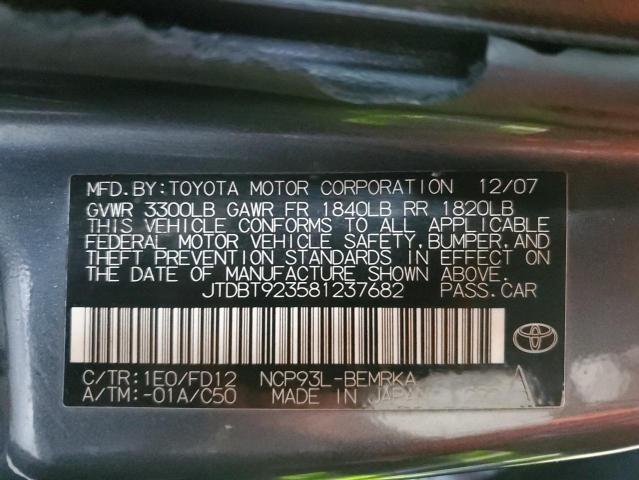 MFD.BY:TOYOTA MOTOR CORPORATION 12/07
GVWR 3300LB GAWR FR 1840LB RR 1820LB
THIS VEHICLE CONFORMS TO ALL APPLICABLE
FEDERAL MOTOR VEHICLE SAFETY,BUMPER,AND
THEFT PREVENTION STANDARDS IN EFFECT ON
THE DATE OF MANUFACTURE SHOWN ABOVE.
JTDBT923581237682 PASS.CAR
C/TR:1E0/FD12 NCP93L-BEMRKA A
A/TM:-01A/C50 MADE IN JAPAN